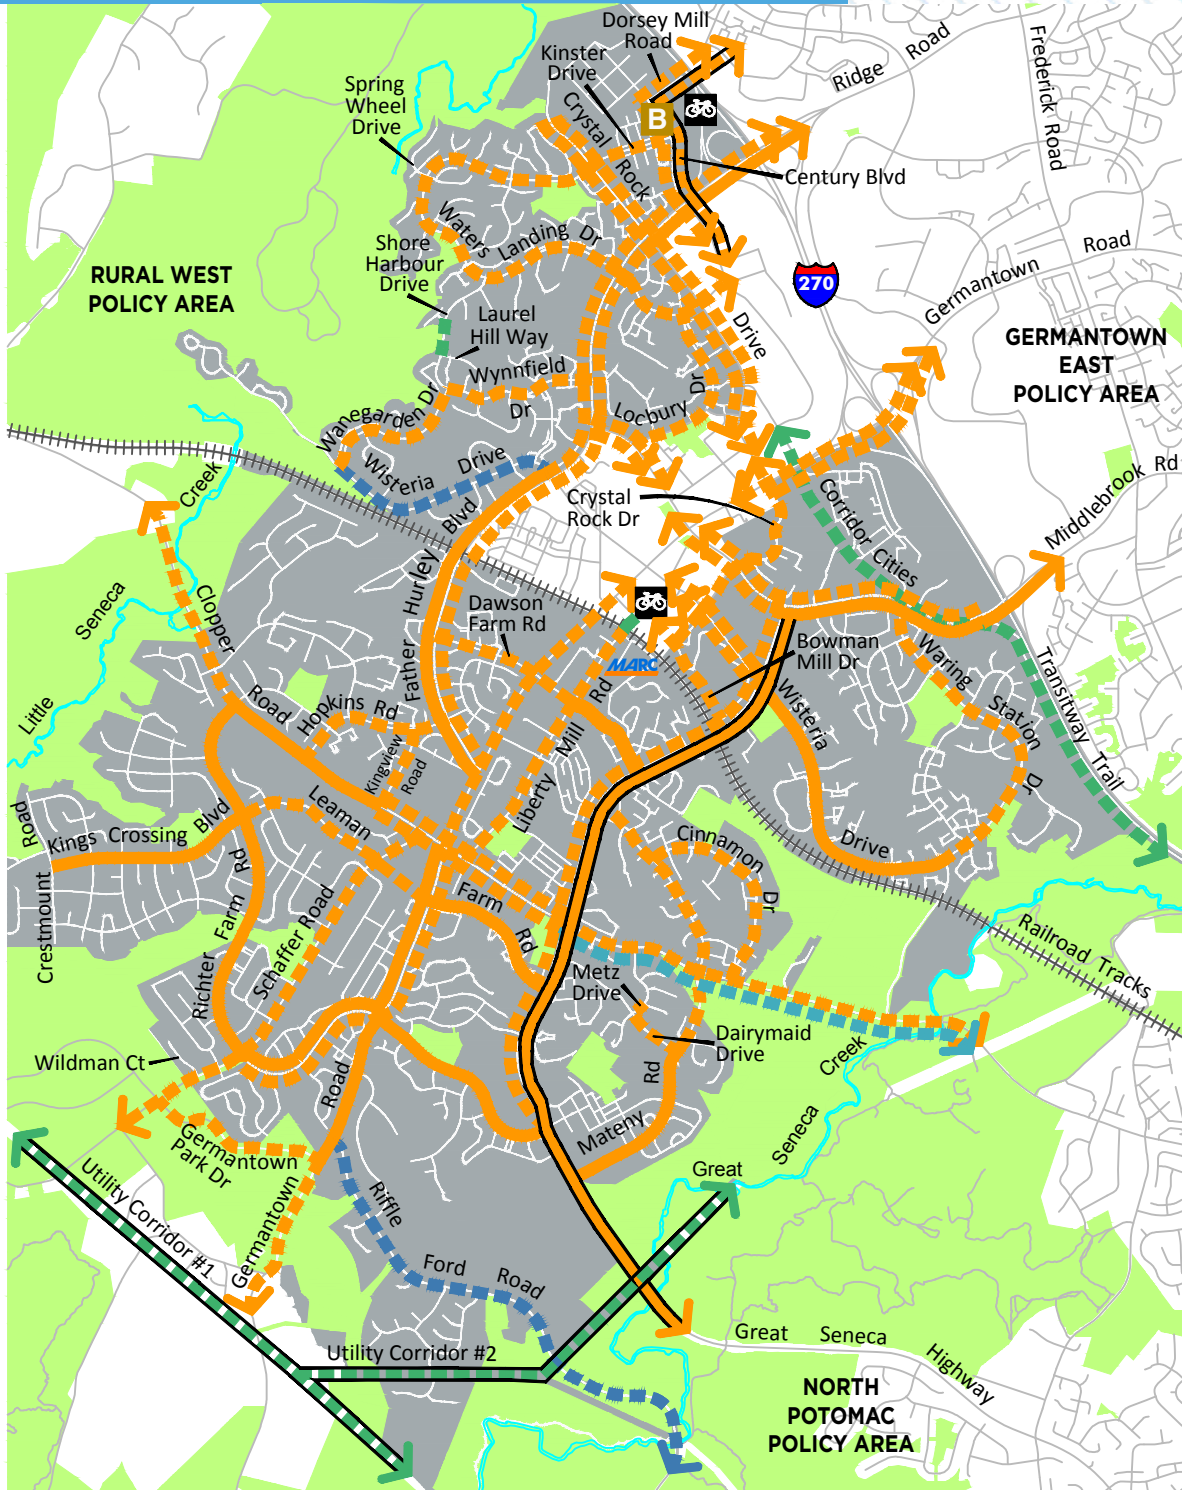 Dorsey Mill
Road
Kinster
Drive
Ridge Road
Frederick Road
Spring
Wheel
Drive
Crystal Rock
B
Century Blvd
Waters Landing Dr
Shore
Harbour
Drive
Road
RURAL WEST
POLICY AREA
270
Germantown
Laurel
Hill Way
Drive
GERMANTOWN
EAST
POLICY AREA
Wynnfield
Dr
Dr
Wanegarden Dr
Locbury
Wisteria Drive
Creek
Middlebrook Rd
Crystal
Rock Dr
Corridor Cities
Blvd
Father Hurley
Seneca
Clopper
Dawson
Farm Rd
MARC
Bowman
Mill Dr
Waring
Station
Dr
Transitway Trail
Little
Road
Hopkins Rd
Rd
Wisteria
Kingview
Road
Mill
Liberty
Road
Kings Crossing Blvd
Leaman
Cinnamon
Dr
Drive
Rd
Farm
Rd
Crestmount
Farm
Schaffer Road
Richter
Metz
Drive
Railroad Tracks
Dairymaid
Drive
Creek
Wildman Ct
Road
Rd
Mateny
Seneca
Germantown
Park Dr
Great
Utility Corridor #1
Germantown
Riffle
Ford Road
Utility Corridor #2
Great Seneca
Highway
NORTH
POTOMAC
POLICY AREA